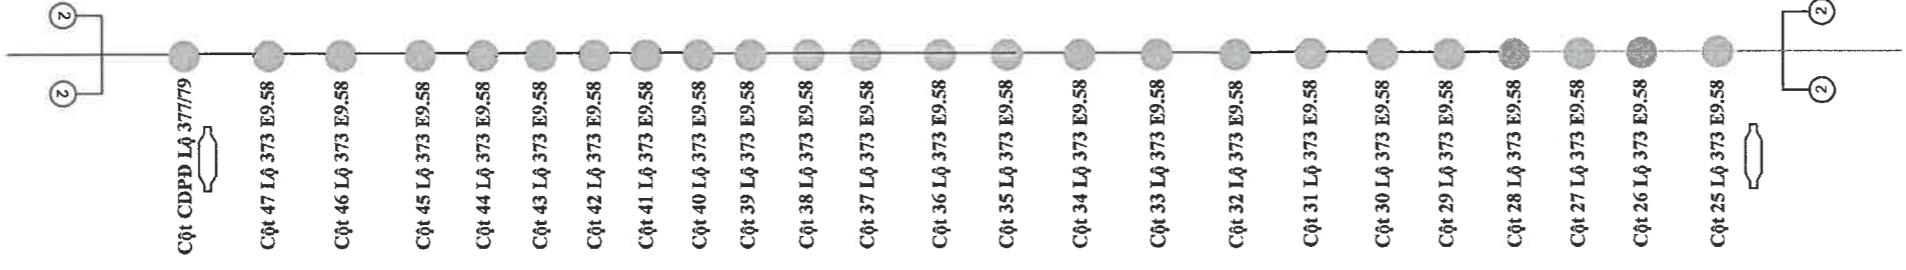 2
2
Cột CDPĐ Lộ 377/79
Cột 47 Lộ 373 E9.58
Cột 46 Lộ 373 E9.58
Cột 45 Lộ 373 E9.58
Cột 44 Lộ 373 E9.58
Cột 43 Lộ 373 E9.58
Cột 42 Lộ 373 E9.58
Cột 41 Lộ 373 E9.58
Cột 40 Lộ 373 E9.58
Cột 39 Lộ 373 E9.58
Cột 38 Lộ 373 E9.58
Cột 37 Lộ 373 E9.58
Cột 36 Lộ 373 E9.58
Cột 35 Lộ 373 E9.58
Cột 34 Lộ 373 E9.58
Cột 33 Lộ 373 E9.58
Cột 32 Lộ 373 E9.58
Cột 31 Lộ 373 E9.58
Cột 30 Lộ 373 E9.58
Cột 29 Lộ 373 E9.58
Cột 28 Lộ 373 E9.58
Cột 27 Lộ 373 E9.58
Cột 26 Lộ 373 E9.58
Cột 25 Lộ 373 E9.58
2
2